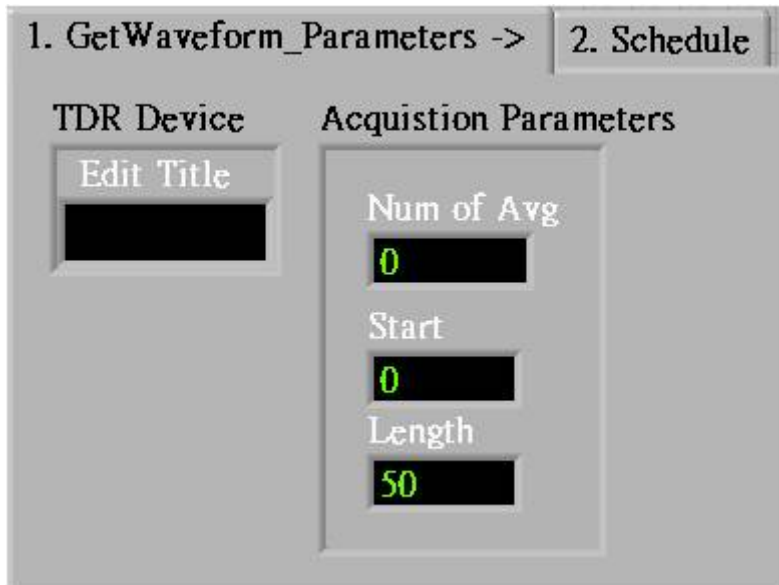 1. GetWaveform_Parameters ->
2. Schedule
TDR Device
Edit Title
Acquistion Parameters
Num of Avg
0
Start
0
Length
50